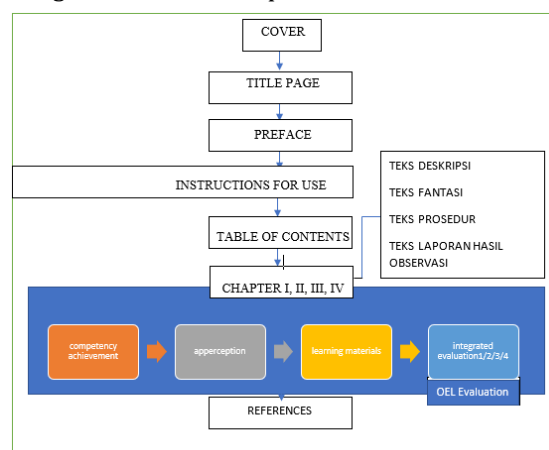 COVER
TITLE PAGE
PREFACE
INSTRUCTIONS FOR USE
TABLE OF CONTENTS
CHAPTER I, II, III, IV
TEKS DESKRIPSI
TEKS FANTASI
TEKS PROSEDUR
TEKS LAPORAN HASIL
OBSERVASI
competency
achievement
apperception
learning materials
integrated
evaluation1/2/3/4
OEL Evaluation
REFERENCES